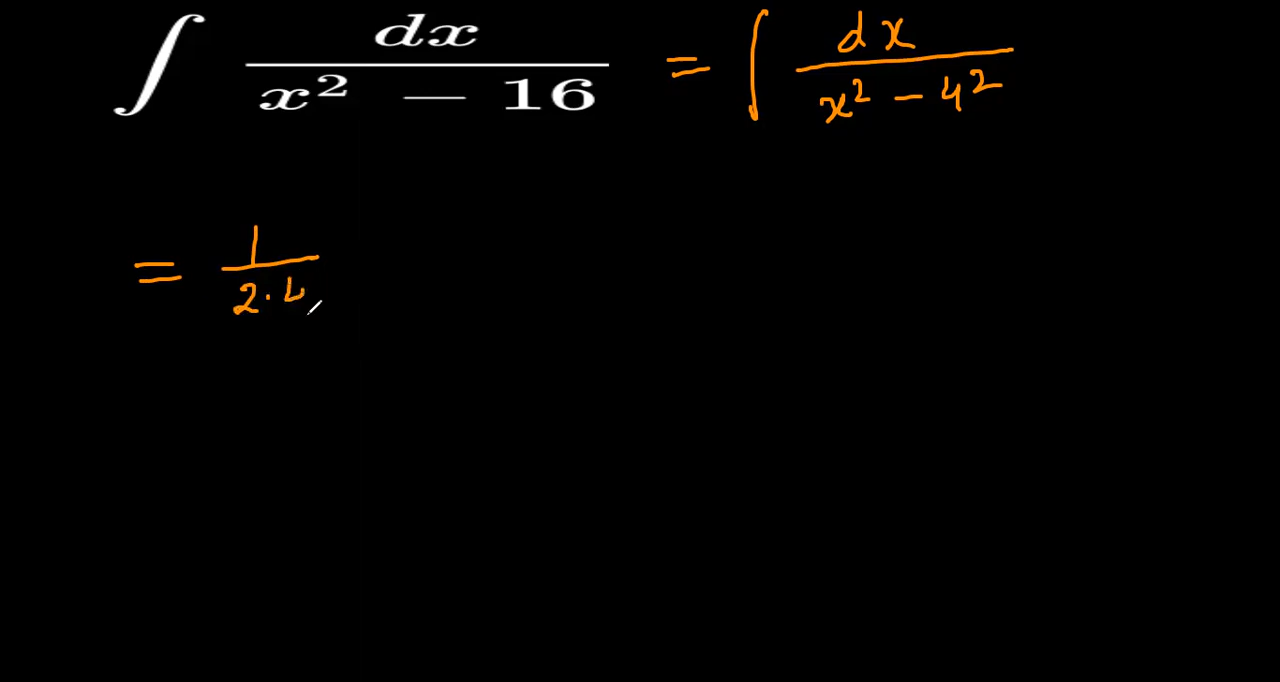 ∫ dx / x² − 16 = ∫ dx / x² − 4²
= 1 / 2 · 4